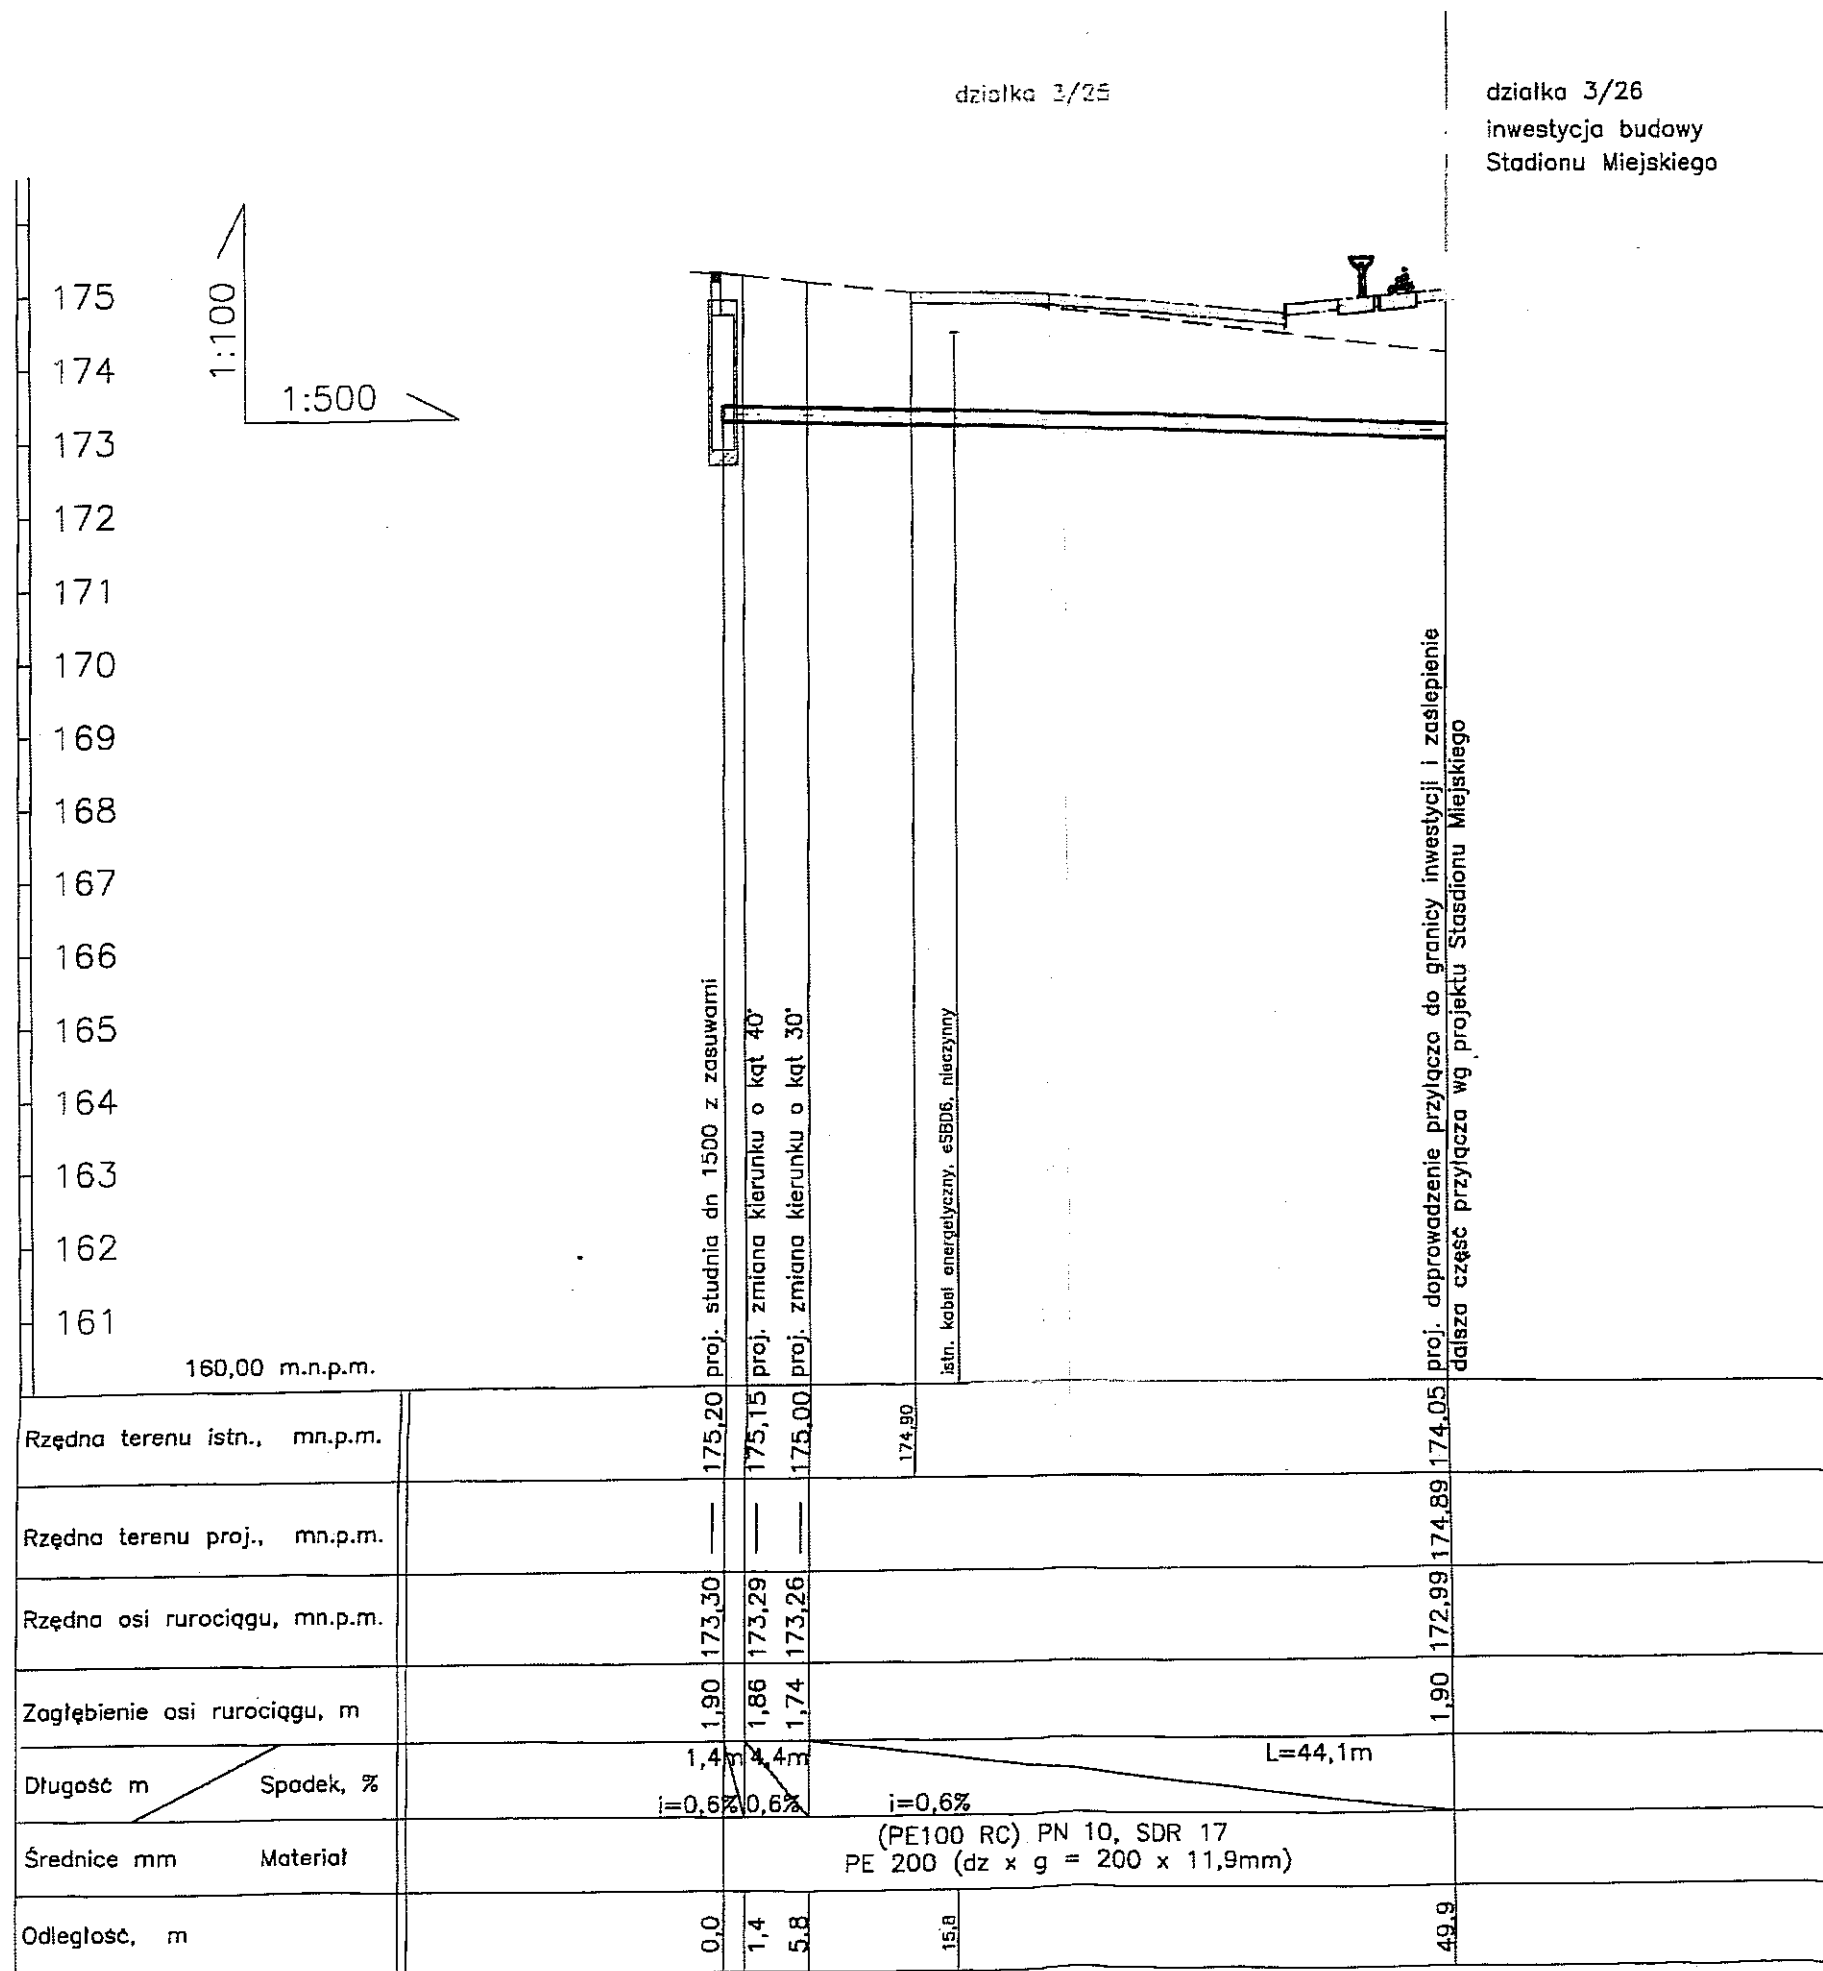 działka 3/25
działka 3/26
inwestycja budowy
Stadionu Miejskiego
1:100
1:500
175
174
173
172
171
170
169
168
167
166
165
164
163
162
161
160,00 m.n.p.m.
proj. studnia dn 1500 z zasuwami
proj. zmiana kierunku o kąt 40°
proj. zmiana kierunku o kąt 30°
istn. kabel energetyczny, eSBD6, nieczynny
proj. doprowadzenie przyłącza do granicy inwestycji i zaślepienie
dalsza część przyłącza wg projektu Stasdionu Miejskiego
Rzędna terenu istn., mn.p.m.
175,20
175,15
175,00
174,90
174,05
Rzędna terenu proj., mn.p.m.
174,89
Rzędna osi rurociągu, mn.p.m.
173,30
173,29
173,26
172,99
Zagłębienie osi rurociągu, m
1,90
1,86
1,74
1,90
Długość m Spadek, %
1,4m
4,4m
L=44,1m
i=0,6%
0,6%
i=0,6%
Średnice mm Materiał
(PE100 RC) PN 10, SDR 17
PE 200 (dz x g = 200 x 11,9mm)
Odległość, m
0,0
1,4
5,8
15,8
49,9